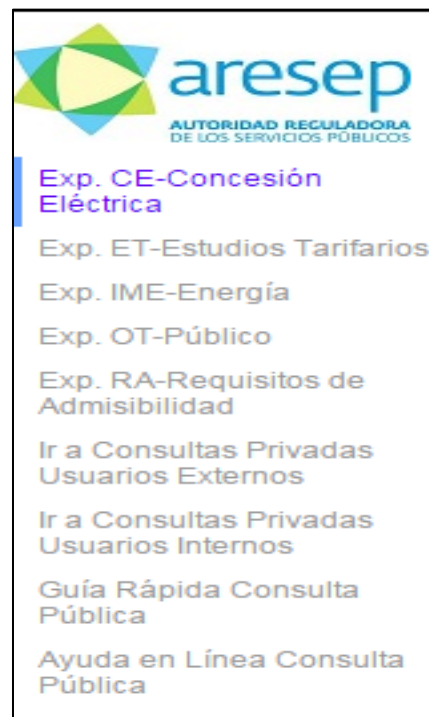 aresep
AUTORIDAD REGULADORA
DE LOS SERVICIOS PÚBLICOS
Exp. CE-Concesión
Eléctrica
Exp. ET-Estudios Tarifarios
Exp. IME-Energía
Exp. OT-Público
Exp. RA-Requisitos de
Admisibilidad
Ir a Consultas Privadas
Usuarios Externos
Ir a Consultas Privadas
Usuarios Internos
Guía Rápida Consulta
Pública
Ayuda en Línea Consulta
Pública